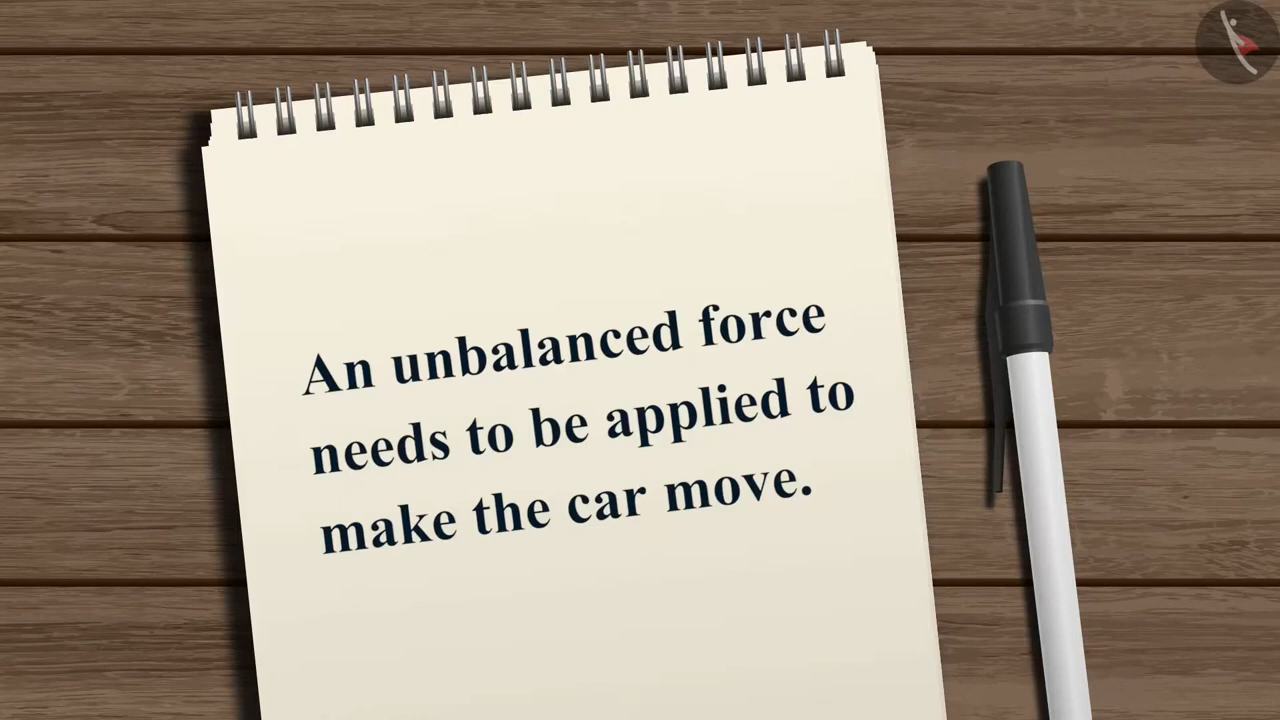 An unbalanced force
needs to be applied to
make the car move.